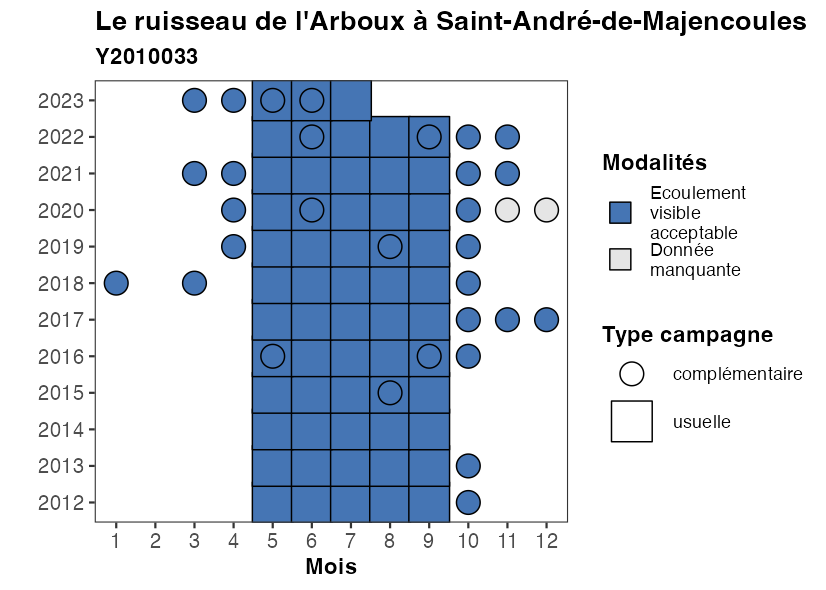 Le ruisseau de l'Arboux à Saint-André-de-Majencoules
Y2010033
2023
2022
2021
2020
2019
2018
2017
2016
2015
2014
2013
2012
1 2 3 4 5 6 7 8 9 10 11 12
Mois
Modalités
Ecoulement
visible
acceptable
Donnée
manquante
Type campagne
complémentaire
usuelle